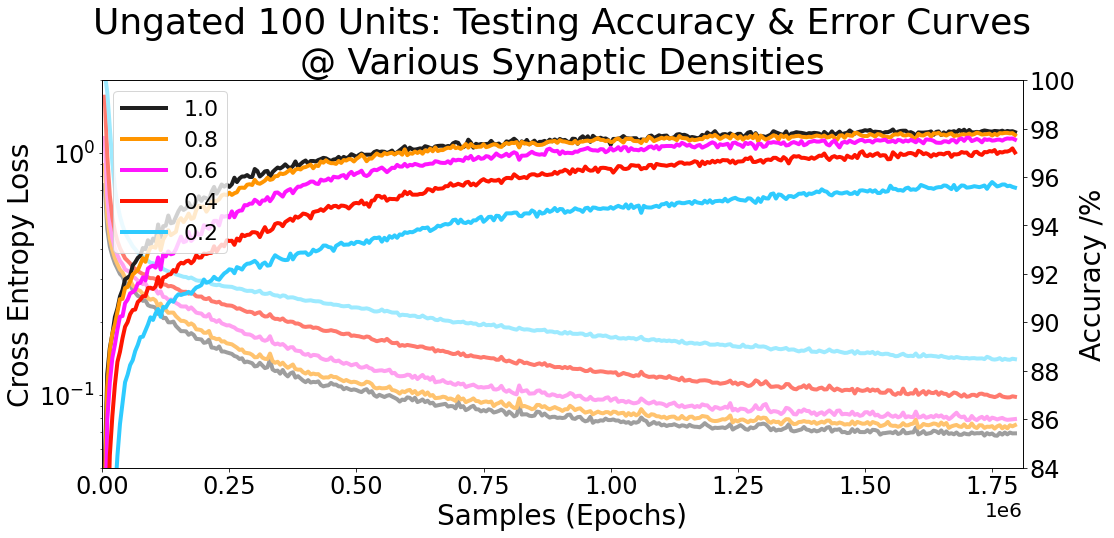 Ungated 100 Units: Testing Accuracy & Error Curves
@ Various Synaptic Densities
Cross Entropy Loss
10⁰
10⁻¹
1.0
0.8
0.6
0.4
0.2
100
98
96
94
92
90
88
86
84
Accuracy /%
0.00 0.25 0.50 0.75 1.00 1.25 1.50 1.75
1e6
Samples (Epochs)